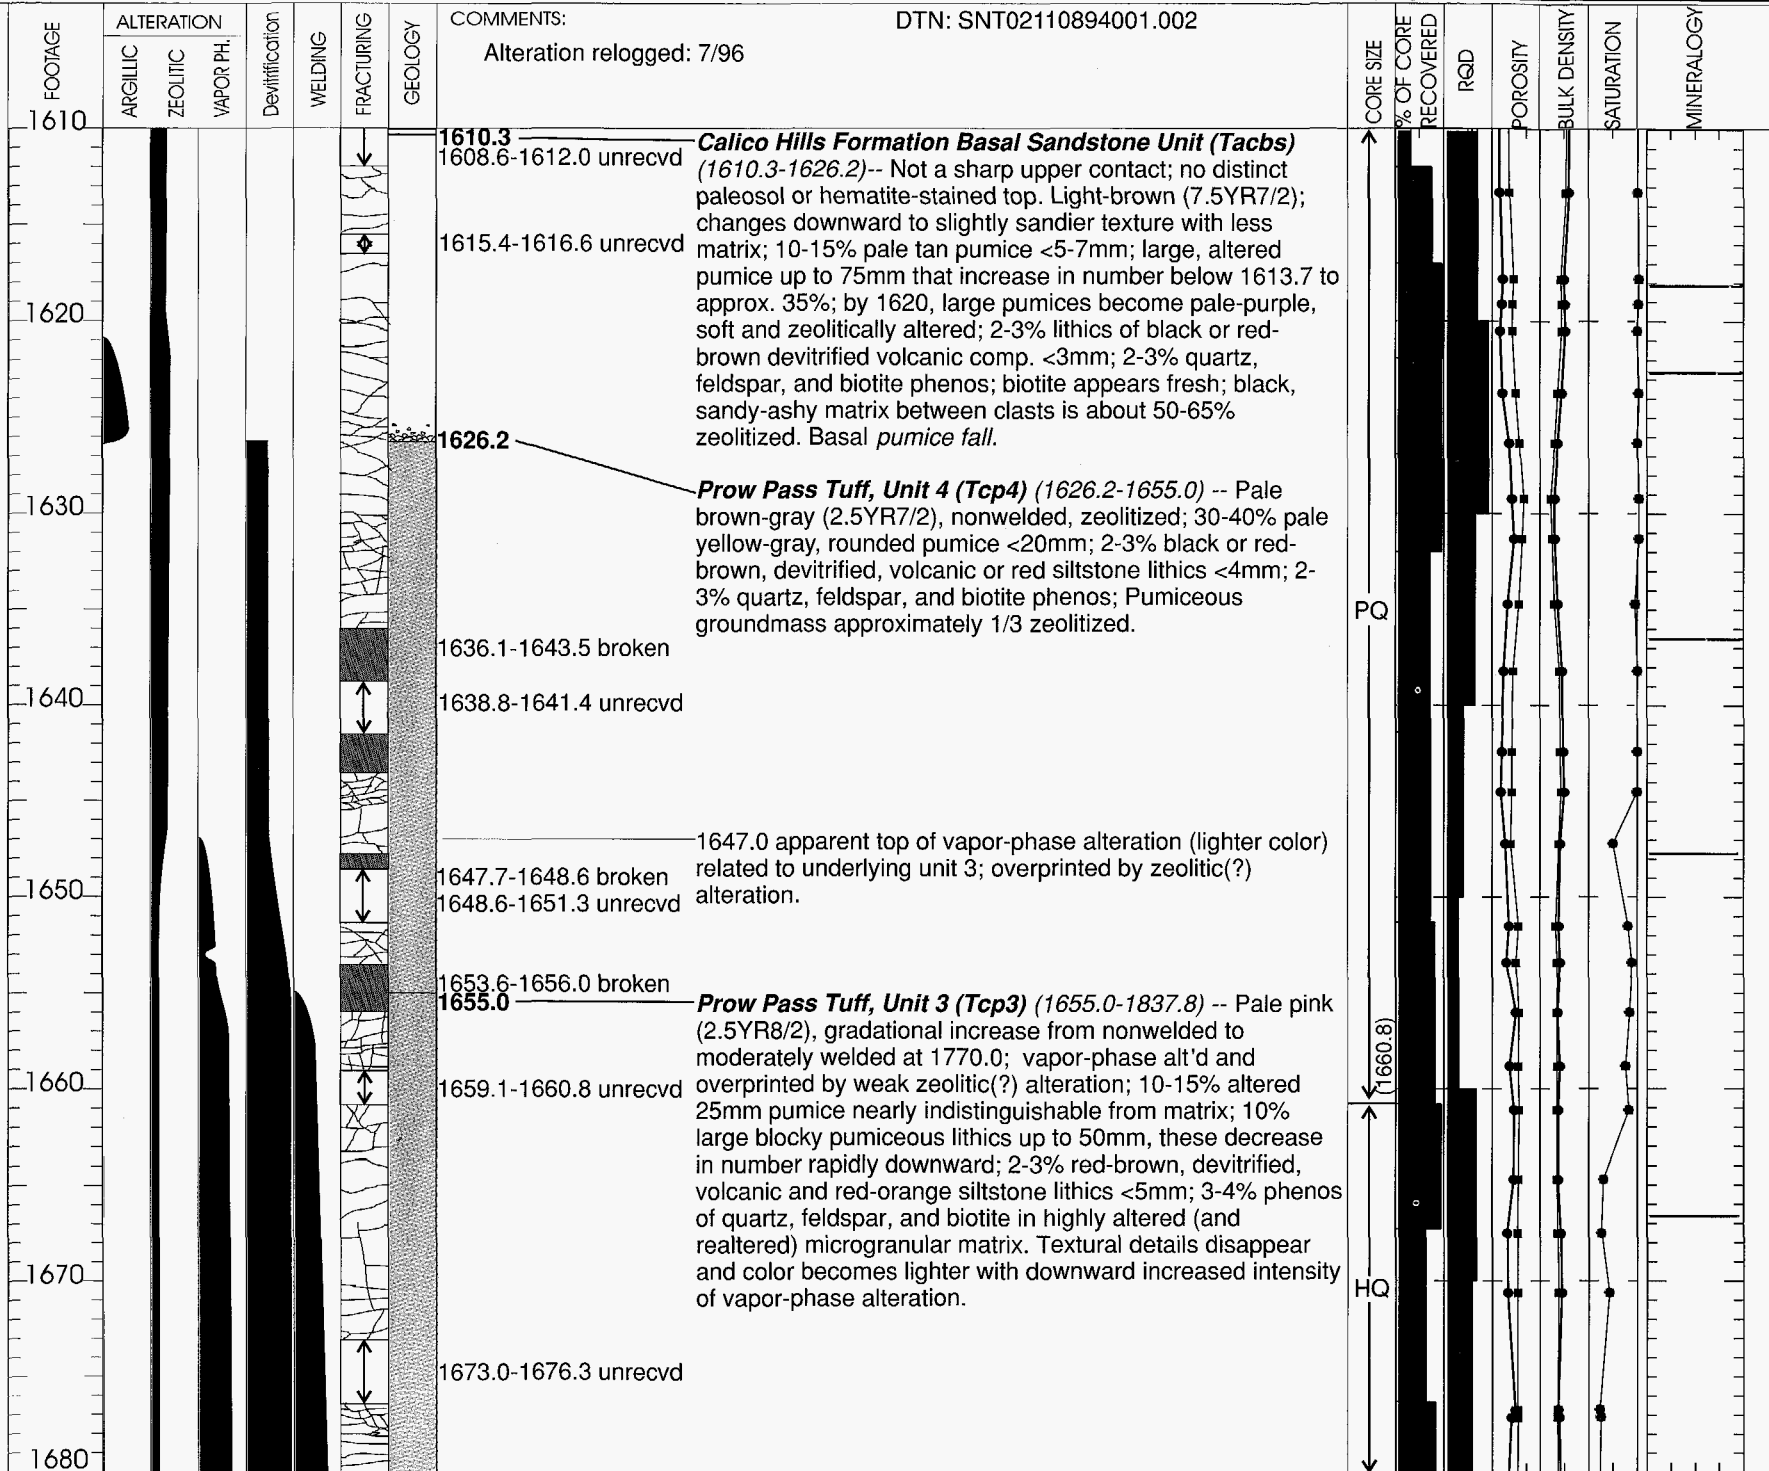 FOOTAGE
ALTERATION
ARGILLIC
ZEOLITIC
VAPOR PH.
Devitrification
WELDING
FRACTURING
GEOLOGY
COMMENTS:
DTN: SNT02110894001.002
Alteration relogged: 7/96
CORE SIZE
% OF CORE
RECOVERED
RQD
POROSITY
BULK DENSITY
SATURATION
MINERALOGY
1610
1620
1630
1640
1650
1660
1670
1680
1610.3
1608.6-1612.0 unrecvd
1615.4-1616.6 unrecvd
Calico Hills Formation Basal Sandstone Unit (Tacbs)
(1610.3-1626.2)-- Not a sharp upper contact; no distinct
paleosol or hematite-stained top. Light-brown (7.5YR7/2);
changes downward to slightly sandier texture with less
matrix; 10-15% pale tan pumice <5-7mm; large, altered
pumice up to 75mm that increase in number below 1613.7 to
approx. 35%; by 1620, large pumices become pale-purple,
soft and zeolitically altered; 2-3% lithics of black or red-
brown devitrified volcanic comp. <3mm; 2-3% quartz,
feldspar, and biotite phenos; biotite appears fresh; black,
sandy-ashy matrix between clasts is about 50-65%
zeolitized. Basal pumice fall.
1626.2
Prow Pass Tuff, Unit 4 (Tcp4) (1626.2-1655.0) -- Pale
brown-gray (2.5YR7/2), nonwelded, zeolitized; 30-40% pale
yellow-gray, rounded pumice <20mm; 2-3% black or red-
brown, devitrified, volcanic or red siltstone lithics <4mm; 2-
3% quartz, feldspar, and biotite phenos; Pumiceous
groundmass approximately 1/3 zeolitized.
1636.1-1643.5 broken
1638.8-1641.4 unrecvd
1647.0 apparent top of vapor-phase alteration (lighter color)
related to underlying unit 3; overprinted by zeolitic(?)
alteration.
1647.7-1648.6 broken
1648.6-1651.3 unrecvd
1653.6-1656.0 broken
1655.0
Prow Pass Tuff, Unit 3 (Tcp3) (1655.0-1837.8) -- Pale pink
(2.5YR8/2), gradational increase from nonwelded to
moderately welded at 1770.0; vapor-phase alt'd and
overprinted by weak zeolitic(?) alteration; 10-15% altered
25mm pumice nearly indistinguishable from matrix; 10%
large blocky pumiceous lithics up to 50mm, these decrease
in number rapidly downward; 2-3% red-brown, devitrified,
volcanic and red-orange siltstone lithics <5mm; 3-4% phenos
of quartz, feldspar, and biotite in highly altered (and
realtered) microgranular matrix. Textural details disappear
and color becomes lighter with downward increased intensity
of vapor-phase alteration.
1659.1-1660.8 unrecvd
1673.0-1676.3 unrecvd
PQ
(1660.8)
HQ